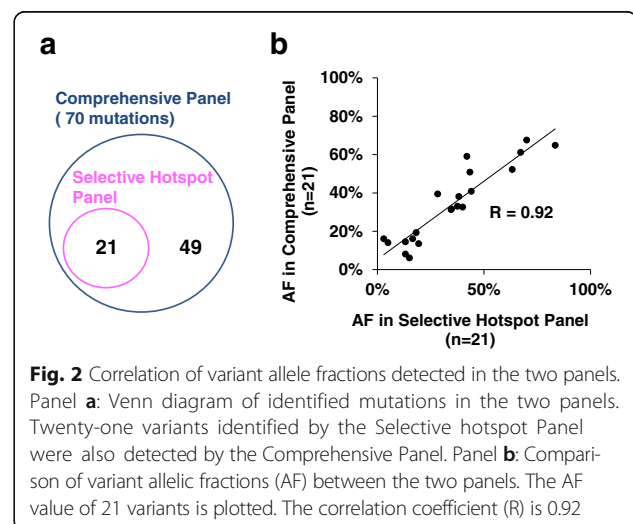 a
Comprehensive Panel
( 70 mutations)
Selective Hotspot
Panel
21
49
b
AF in Comprehensive Panel
(n=21)
100%
80%
60%
40%
20%
0%
R = 0.92
0%
50%
100%
AF in Selective Hotspot Panel
(n=21)
Fig. 2 Correlation of variant allele fractions detected in the two panels.
Panel a: Venn diagram of identified mutations in the two panels.
Twenty-one variants identified by the Selective hotspot Panel
were also detected by the Comprehensive Panel. Panel b: Compari-
son of variant allelic fractions (AF) between the two panels. The AF
value of 21 variants is plotted. The correlation coefficient (R) is 0.92